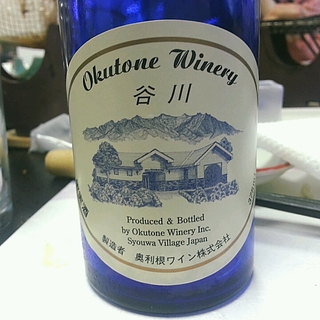 Okutone Winery
谷川
Produced & Bottled
by Okutone Winery Inc.
Syouwa Village Japan
製造者 奥利根ワイン株式会社